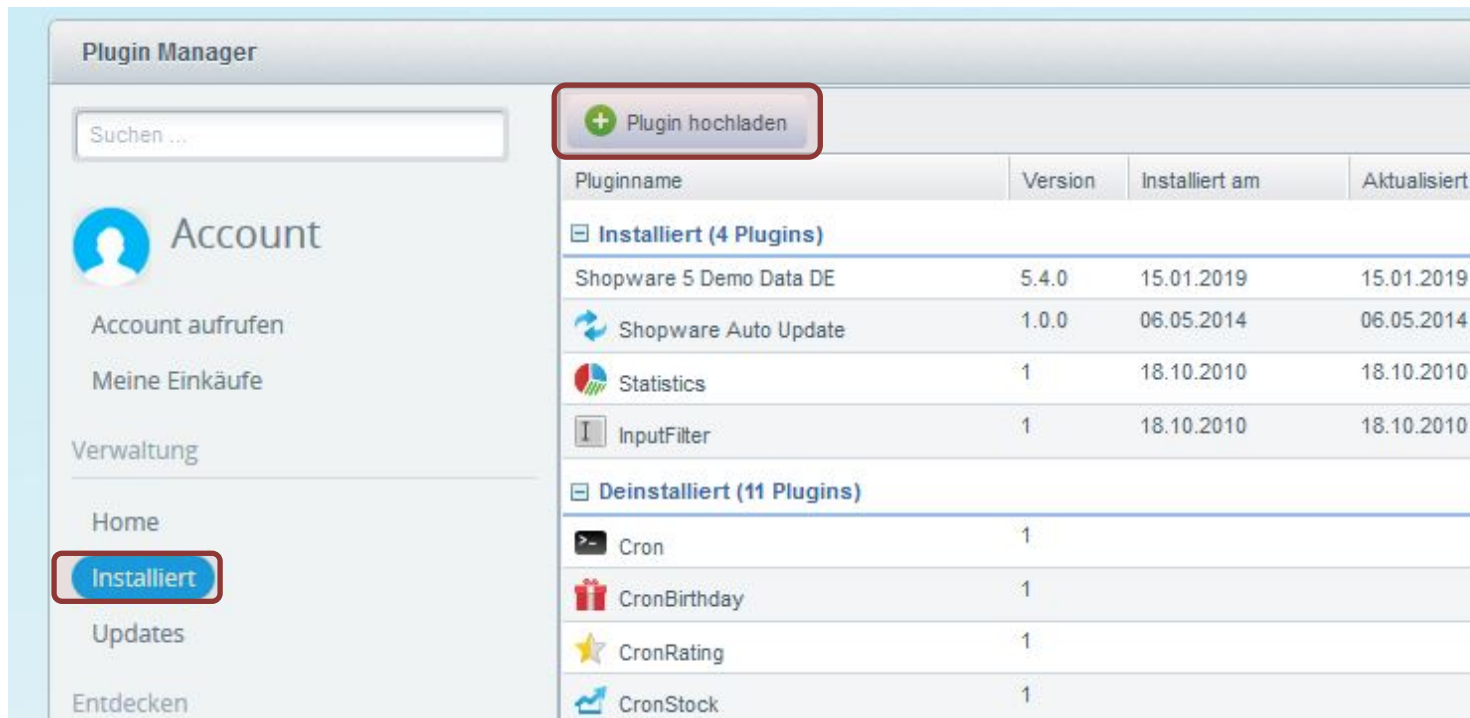 Plugin Manager
Suchen ...
Account
Account aufrufen
Meine Einkäufe
Verwaltung
Home
Installiert
Updates
Entdecken
Plugin hochladen
Pluginname Version Installiert am Aktualisiert
Installiert (4 Plugins)
Shopware 5 Demo Data DE 5.4.0 15.01.2019 15.01.2019
Shopware Auto Update 1.0.0 06.05.2014 06.05.2014
Statistics 1 18.10.2010 18.10.2010
InputFilter 1 18.10.2010 18.10.2010
Deinstalliert (11 Plugins)
Cron 1
CronBirthday 1
CronRating 1
CronStock 1